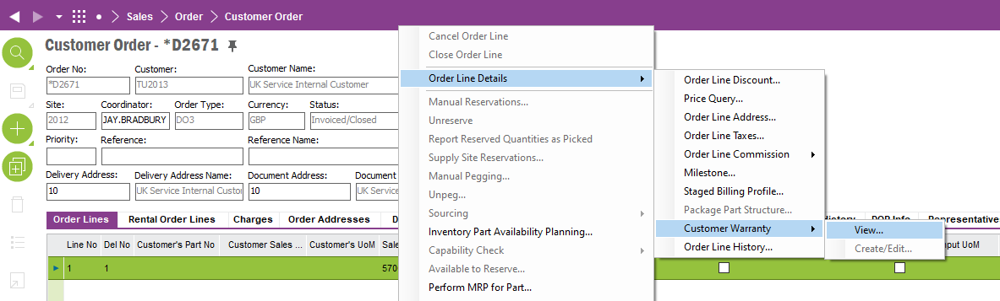 Sales Order Customer Order
Customer Order - *D2671
Order No: Customer: Customer Name:
*D2671 TU2013 UK Service Internal Customer
Site: Coordinator: Order Type: Currency: Status:
2012 JAY.BRADBURY DO3 GBP Invoiced/Closed
Priority: Reference: Reference Name:
Delivery Address: Delivery Address Name: Document Address: Document
10 UK Service Internal Custo 10 UK Servic
Order Lines Rental Order Lines Charges Order Addresses D
Line No Del No Customer's Part No Customer Sales ... Customer's UoM Sale
1 1 570
Cancel Order Line
Close Order Line
Order Line Details
Manual Reservations...
Unreserve
Report Reserved Quantities as Picked
Supply Site Reservations...
Manual Pegging...
Unpeg...
Sourcing
Inventory Part Availability Planning...
Capability Check
Available to Reserve...
Perform MRP for Part...
Order Line Discount...
Price Query...
Order Line Address...
Order Line Taxes...
Order Line Commission
Milestone...
Staged Billing Profile...
Package Part Structure...
Customer Warranty
Order Line History...
View...
Create/Edit...
History DOP Info Representatives
nput UoM